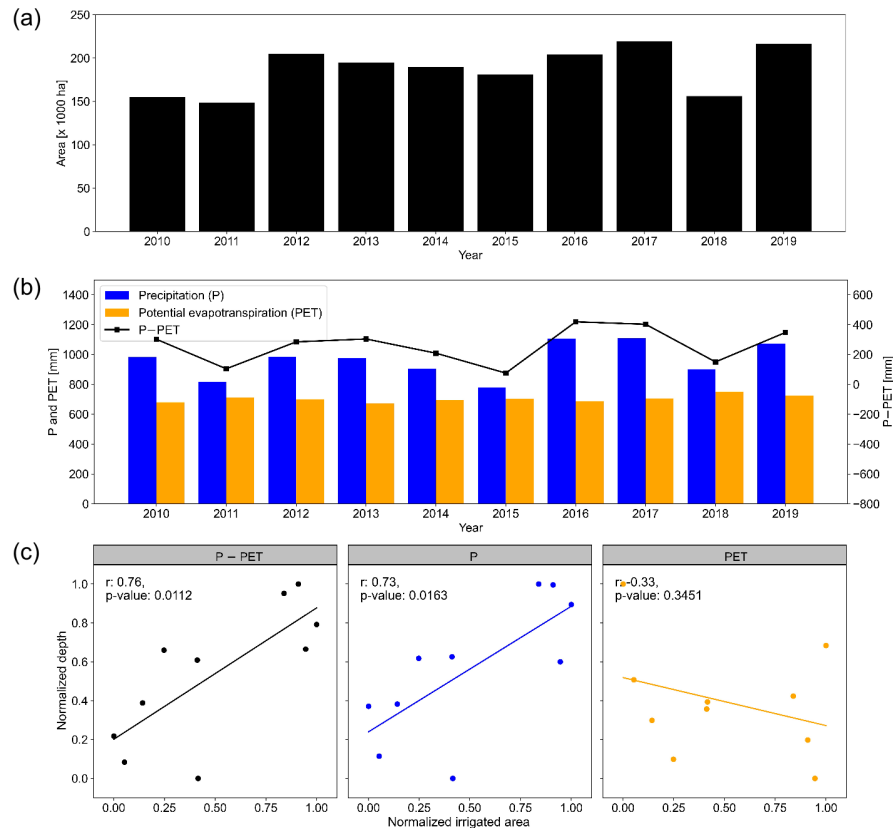 (a)
250
200
150
100
50
0
Area [x 1000 ha]
2010 2011 2012 2013 2014 2015 2016 2017 2018 2019
Year
(b)
Precipitation (P)
Potential evapotranspiration (PET)
P−PET
1400
1200
1000
800
600
400
200
0
P and PET [mm]
600
400
200
0
−200
−400
−600
−800
P−PET [mm]
2010 2011 2012 2013 2014 2015 2016 2017 2018 2019
Year
(c)
P − PET
P
PET
r: 0.76,
p-value: 0.0112
r: 0.73,
p-value: 0.0163
r: -0.33,
p-value: 0.3451
1.0
0.8
0.6
0.4
0.2
0.0
Normalized depth
0.00 0.25 0.50 0.75 1.00
0.00 0.25 0.50 0.75 1.00
0.00 0.25 0.50 0.75 1.00
Normalized irrigated area